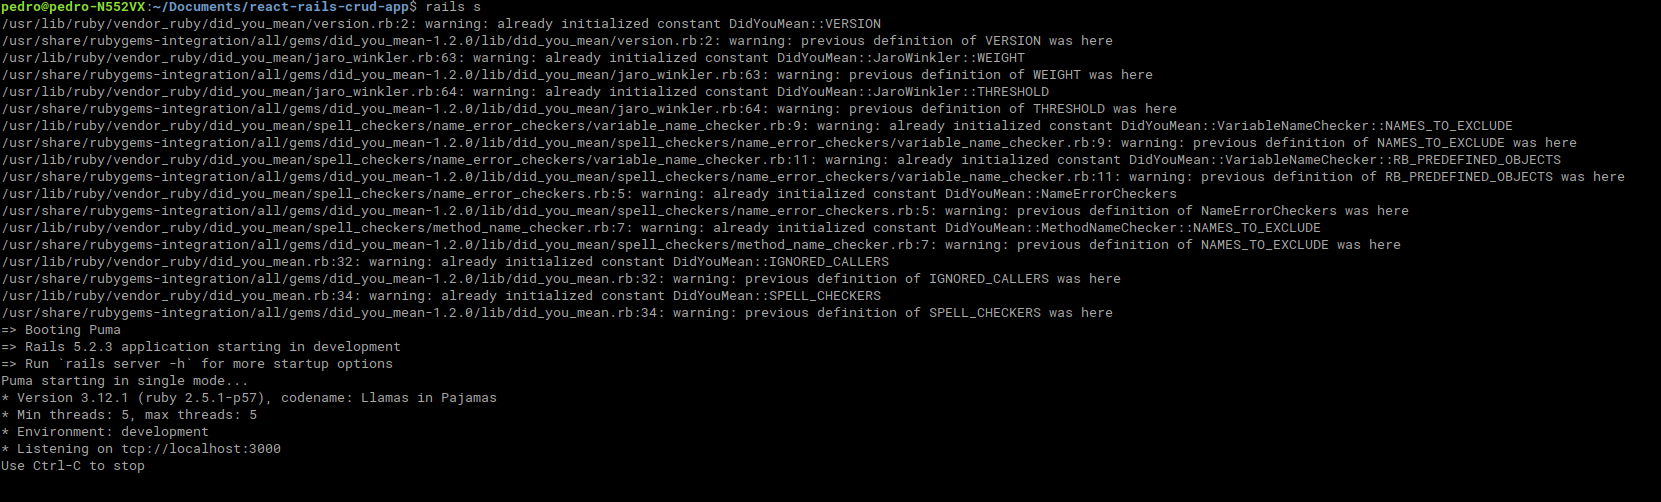 pedro@pedro-N552VX:~/Documents/react-rails-crud-app$ rails s
/usr/lib/ruby/vendor_ruby/did_you_mean/version.rb:2: warning: already initialized constant DidYouMean::VERSION
/usr/share/rubygems-integration/all/gems/did_you_mean-1.2.0/lib/did_you_mean/version.rb:2: warning: previous definition of VERSION was here
/usr/lib/ruby/vendor_ruby/did_you_mean/jaro_winkler.rb:63: warning: already initialized constant DidYouMean::JaroWinkler::WEIGHT
/usr/share/rubygems-integration/all/gems/did_you_mean-1.2.0/lib/did_you_mean/jaro_winkler.rb:63: warning: previous definition of WEIGHT was here
/usr/lib/ruby/vendor_ruby/did_you_mean/jaro_winkler.rb:64: warning: already initialized constant DidYouMean::JaroWinkler::THRESHOLD
/usr/share/rubygems-integration/all/gems/did_you_mean-1.2.0/lib/did_you_mean/jaro_winkler.rb:64: warning: previous definition of THRESHOLD was here
/usr/lib/ruby/vendor_ruby/did_you_mean/spell_checkers/name_error_checkers/variable_name_checker.rb:9: warning: already initialized constant DidYouMean::VariableNameChecker::NAMES_TO_EXCLUDE
/usr/share/rubygems-integration/all/gems/did_you_mean-1.2.0/lib/did_you_mean/spell_checkers/name_error_checkers/variable_name_checker.rb:9: warning: previous definition of NAMES_TO_EXCLUDE was here
/usr/lib/ruby/vendor_ruby/did_you_mean/spell_checkers/name_error_checkers/variable_name_checker.rb:11: warning: already initialized constant DidYouMean::VariableNameChecker::RB_PREDEFINED_OBJECTS
/usr/share/rubygems-integration/all/gems/did_you_mean-1.2.0/lib/did_you_mean/spell_checkers/name_error_checkers/variable_name_checker.rb:11: warning: previous definition of RB_PREDEFINED_OBJECTS was here
/usr/lib/ruby/vendor_ruby/did_you_mean/spell_checkers/name_error_checkers.rb:5: warning: already initialized constant DidYouMean::NameErrorCheckers
/usr/share/rubygems-integration/all/gems/did_you_mean-1.2.0/lib/did_you_mean/spell_checkers/name_error_checkers.rb:5: warning: previous definition of NameErrorCheckers was here
/usr/lib/ruby/vendor_ruby/did_you_mean/spell_checkers/method_name_checker.rb:7: warning: already initialized constant DidYouMean::MethodNameChecker::NAMES_TO_EXCLUDE
/usr/share/rubygems-integration/all/gems/did_you_mean-1.2.0/lib/did_you_mean/spell_checkers/method_name_checker.rb:7: warning: previous definition of NAMES_TO_EXCLUDE was here
/usr/lib/ruby/vendor_ruby/did_you_mean.rb:32: warning: already initialized constant DidYouMean::IGNORED_CALLERS
/usr/share/rubygems-integration/all/gems/did_you_mean-1.2.0/lib/did_you_mean.rb:32: warning: previous definition of IGNORED_CALLERS was here
/usr/lib/ruby/vendor_ruby/did_you_mean.rb:34: warning: already initialized constant DidYouMean::SPELL_CHECKERS
/usr/share/rubygems-integration/all/gems/did_you_mean-1.2.0/lib/did_you_mean.rb:34: warning: previous definition of SPELL_CHECKERS was here
=> Booting Puma
=> Rails 5.2.3 application starting in development
=> Run `rails server -h` for more startup options
Puma starting in single mode...
* Version 3.12.1 (ruby 2.5.1-p57), codename: Llamas in Pajamas
* Min threads: 5, max threads: 5
* Environment: development
* Listening on tcp://localhost:3000
Use Ctrl-C to stop